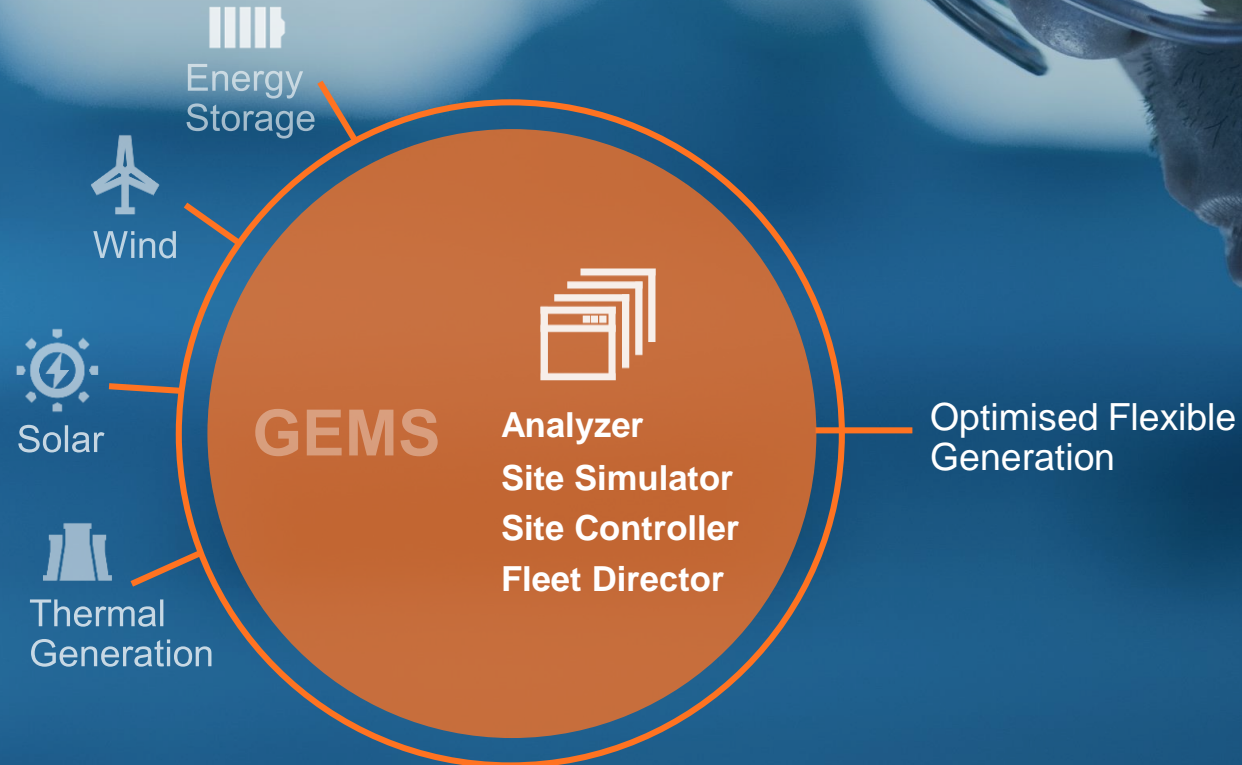 Energy
Storage
Wind
Solar
Thermal
Generation
GEMS
Analyzer
Site Simulator
Site Controller
Fleet Director
Optimised Flexible
Generation